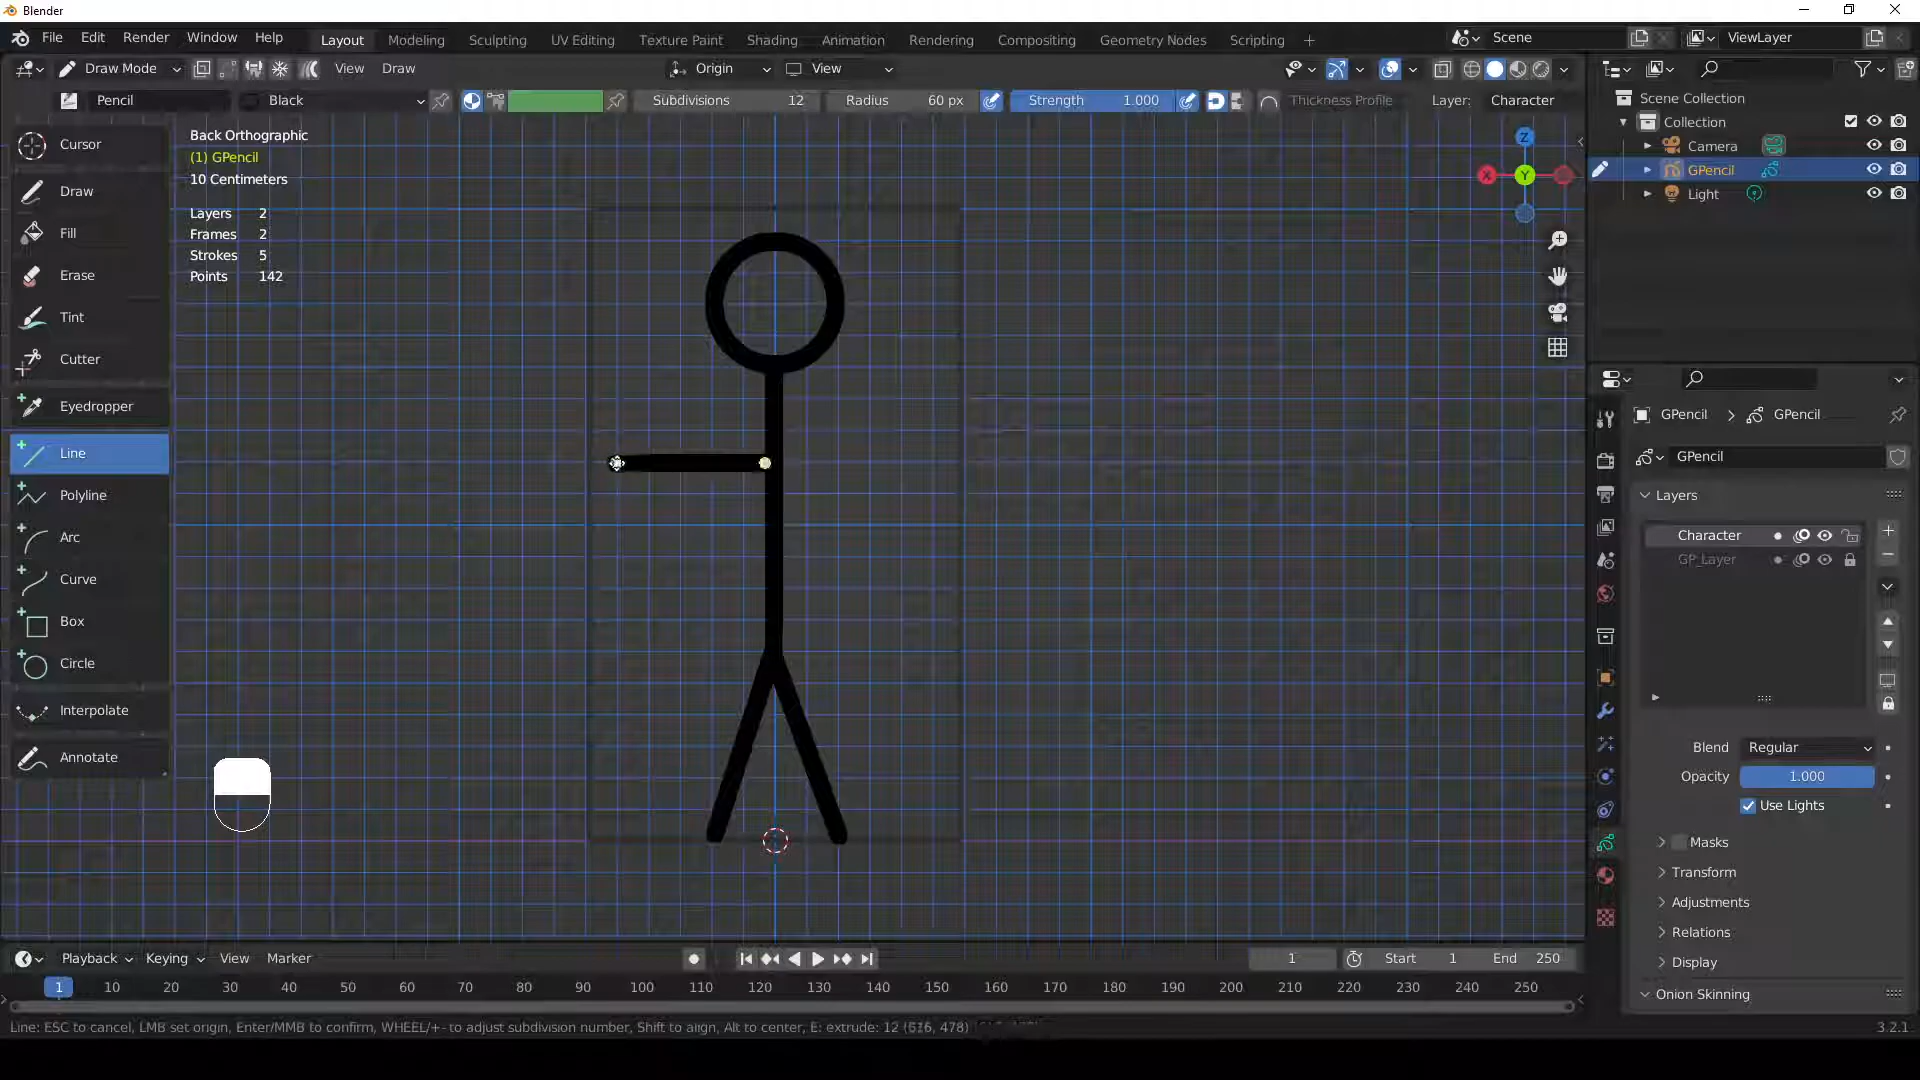 Blender
File Edit Render Window Help Layout Modeling Sculpting UV Editing Texture Paint Shading Animation Rendering Compositing Geometry Nodes Scripting + Scene ViewLayer
Draw Mode View Draw Origin View
Pencil Black Subdivisions 12 Radius 60 px Strength 1.000 Thickness Profile Layer: Character
Cursor
Draw
Fill
Erase
Tint
Cutter
Eyedropper
Line
Polyline
Arc
Curve
Box
Circle
Interpolate
Annotate
Back Orthographic
(1) GPencil
10 Centimeters
Layers 2
Frames 2
Strokes 5
Points 142
Z
X
Y
Scene Collection
Collection
Camera
GPencil
Light
GPencil GPencil
GPencil
Layers
Character
GP_Layer
Blend Regular
Opacity 1.000
Use Lights
Masks
Transform
Adjustments
Relations
Display
Onion Skinning
Playback Keying View Marker 1 Start 1 End 250
1 10 20 30 40 50 60 70 80 90 100 110 120 130 140 150 160 170 180 190 200 210 220 230 240 250
Line: ESC to cancel, LMB set origin, Enter/MMB to confirm, WHEEL/+- to adjust subdivision number, Shift to align, Alt to center, E: extrude: 12 (616, 478)
3.2.1